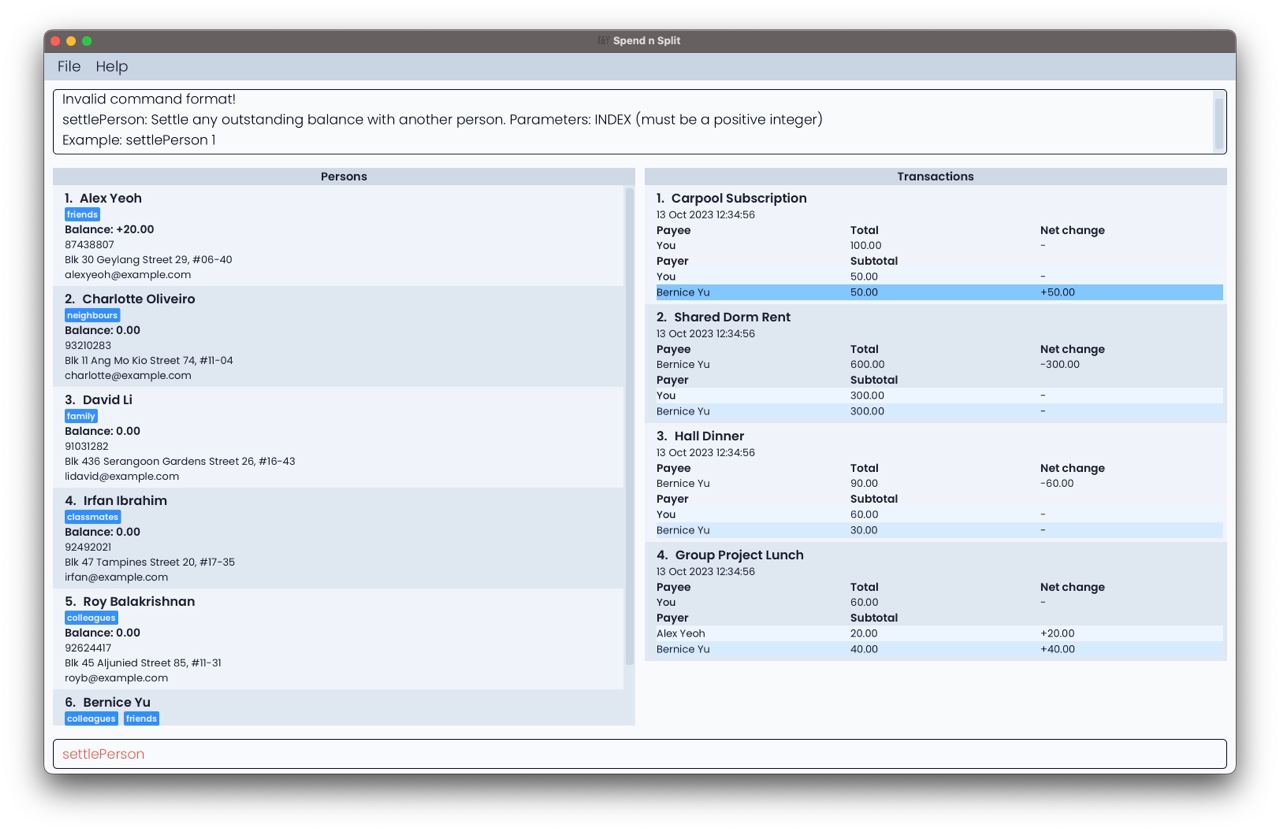 Spend n Split
File Help
Invalid command format!
settlePerson: Settle any outstanding balance with another person. Parameters: INDEX (must be a positive integer)
Example: settlePerson 1
Persons
1. Alex Yeoh
friends
Balance: +20.00
87438807
Blk 30 Geylang Street 29, #06-40
alexyeoh@example.com
2. Charlotte Oliveiro
neighbours
Balance: 0.00
93210283
Blk 11 Ang Mo Kio Street 74, #11-04
charlotte@example.com
3. David Li
family
Balance: 0.00
91031282
Blk 436 Serangoon Gardens Street 26, #16-43
lidavid@example.com
4. Irfan Ibrahim
classmates
Balance: 0.00
92492021
Blk 47 Tampines Street 20, #17-35
irfan@example.com
5. Roy Balakrishnan
colleagues
Balance: 0.00
92624417
Blk 45 Aljunied Street 85, #11-31
royb@example.com
6. Bernice Yu
colleagues friends
Transactions
1. Carpool Subscription
13 Oct 2023 12:34:56
Payee Total Net change
You 100.00 -
Payer Subtotal
You 50.00 -
Bernice Yu 50.00 +50.00
2. Shared Dorm Rent
13 Oct 2023 12:34:56
Payee Total Net change
Bernice Yu 600.00 -300.00
Payer Subtotal
You 300.00 -
Bernice Yu 300.00 -
3. Hall Dinner
13 Oct 2023 12:34:56
Payee Total Net change
Bernice Yu 90.00 -60.00
Payer Subtotal
You 60.00 -
Bernice Yu 30.00 -
4. Group Project Lunch
13 Oct 2023 12:34:56
Payee Total Net change
You 60.00 -
Payer Subtotal
Alex Yeoh 20.00 +20.00
Bernice Yu 40.00 +40.00
settlePerson